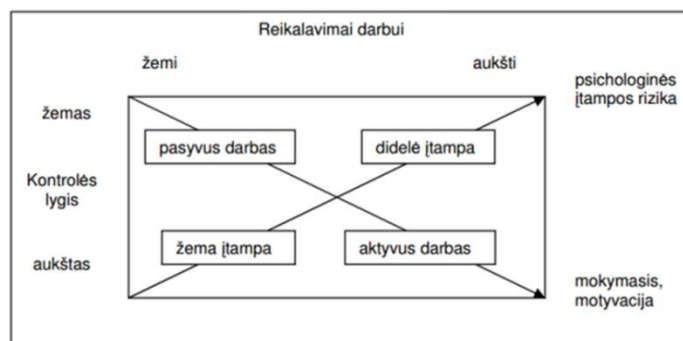 Reikalavimai darbui
žemi
aukšti
psichologinės
įtampos rizika
žemas
pasyvus darbas
didelė įtampa
Kontrolės
lygis
žema įtampa
aktyvus darbas
aukštas
mokymasis,
motyvacija